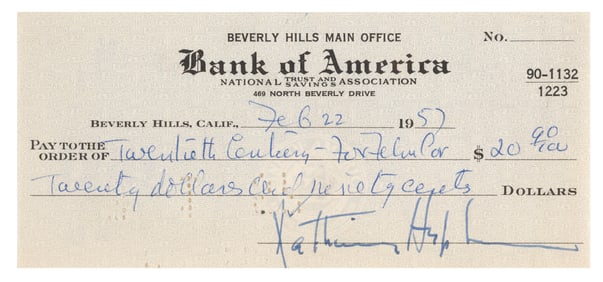 BEVERLY HILLS MAIN OFFICE No.
Bank of America
NATIONAL TRUST AND SAVINGS ASSOCIATION
469 NORTH BEVERLY DRIVE
90-1132
1223
BEVERLY HILLS, CALIF., Feb 22 1957
PAY TO THE ORDER OF Twentieth Century-Fox Film Cor $ 20 90/100
Twenty dollars and ninety cents DOLLARS
Katharine Hepburn